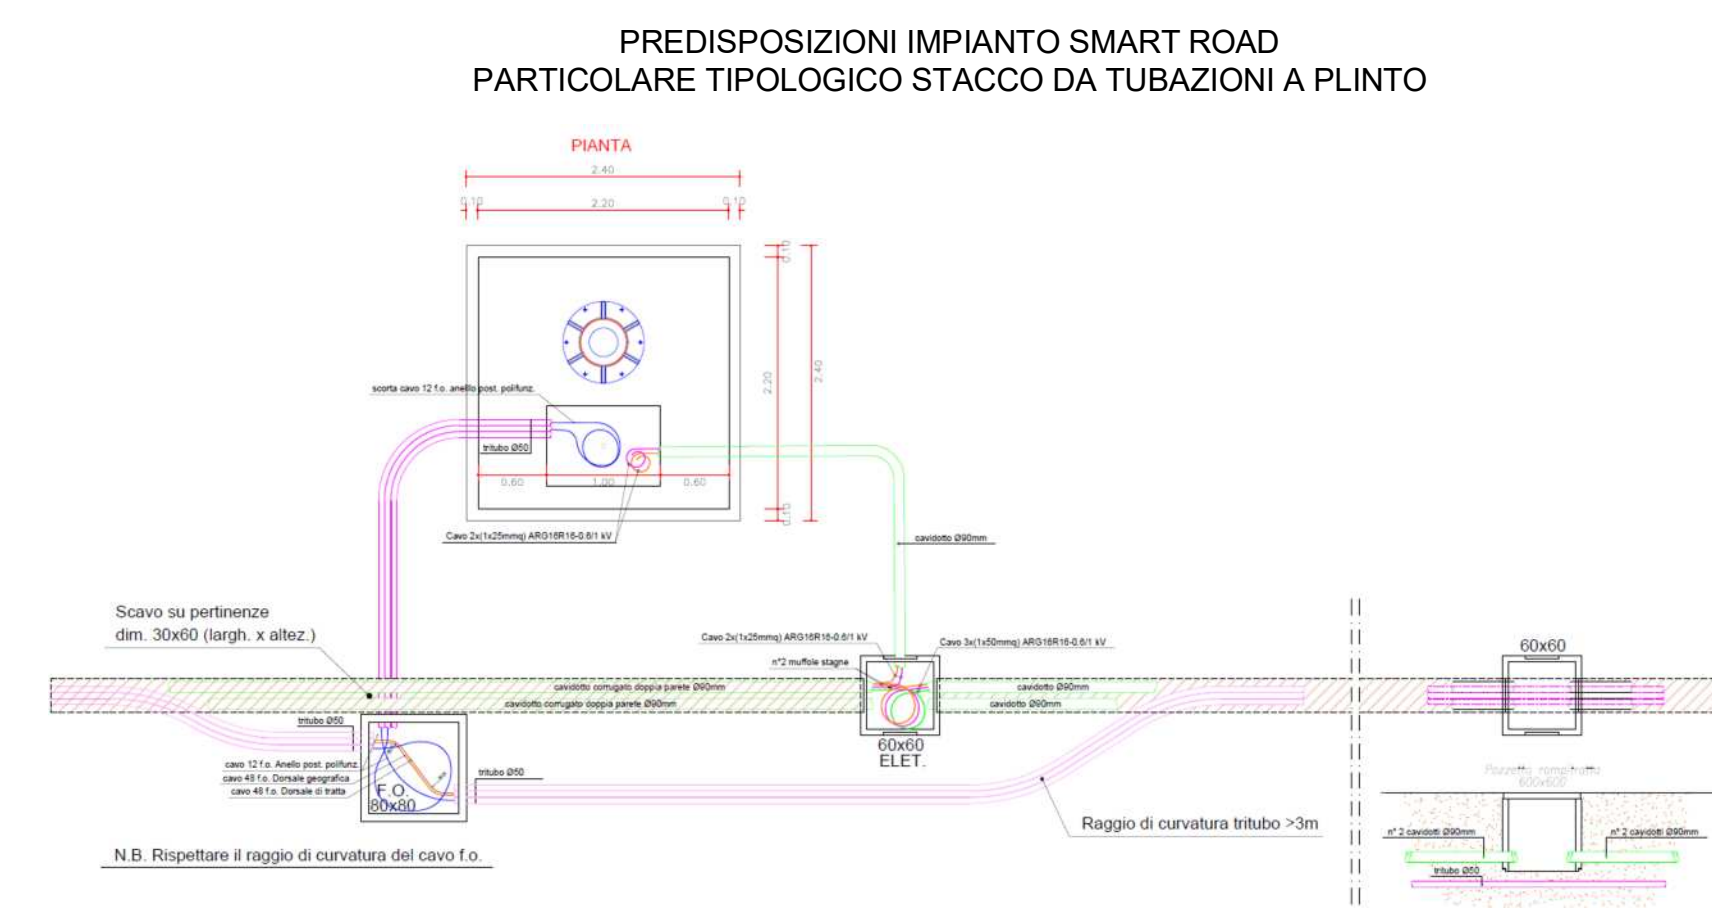 PREDISPOSIZIONI IMPIANTO SMART ROAD
PARTICOLARE TIPOLOGICO STACCO DA TUBAZIONI A PLINTO
PIANTA
2.40
0.10
2.20
0.10
0.10
2.20
2.40
0.10
scorta cavo 12 f.o. anello post. polifunz.
tritubo Ø50
0.60
1.00
0.60
Cavo 2x(1x25mmq) ARG16R16-0.6/1 kV
cavidotto Ø90mm
Scavo su pertinenze
dim. 30x60 (largh. x altez.)
Cavo 2x(1x25mmq) ARG16R16-0.6/1 kV
Cavo 3x(1x50mmq) ARG16R16-0.6/1 kV
n°2 muffole stagne
60x60
cavidotto corrugato doppia parete Ø90mm
cavidotto Ø90mm
cavidotto corrugato doppia parete Ø90mm
cavidotto Ø90mm
tritubo Ø50
60x60
ELET.
cavo 12 f.o. Anello post. polifunz.
cavo 48 f.o. Dorsale geografica
cavo 48 f.o. Dorsale di tratta
F.O.
80x80
tritubo Ø50
Pozzetto rompitratta
600x600
Raggio di curvatura tritubo >3m
n° 2 cavidotti Ø90mm
n° 2 cavidotti Ø90mm
tritubo Ø50
N.B. Rispettare il raggio di curvatura del cavo f.o.